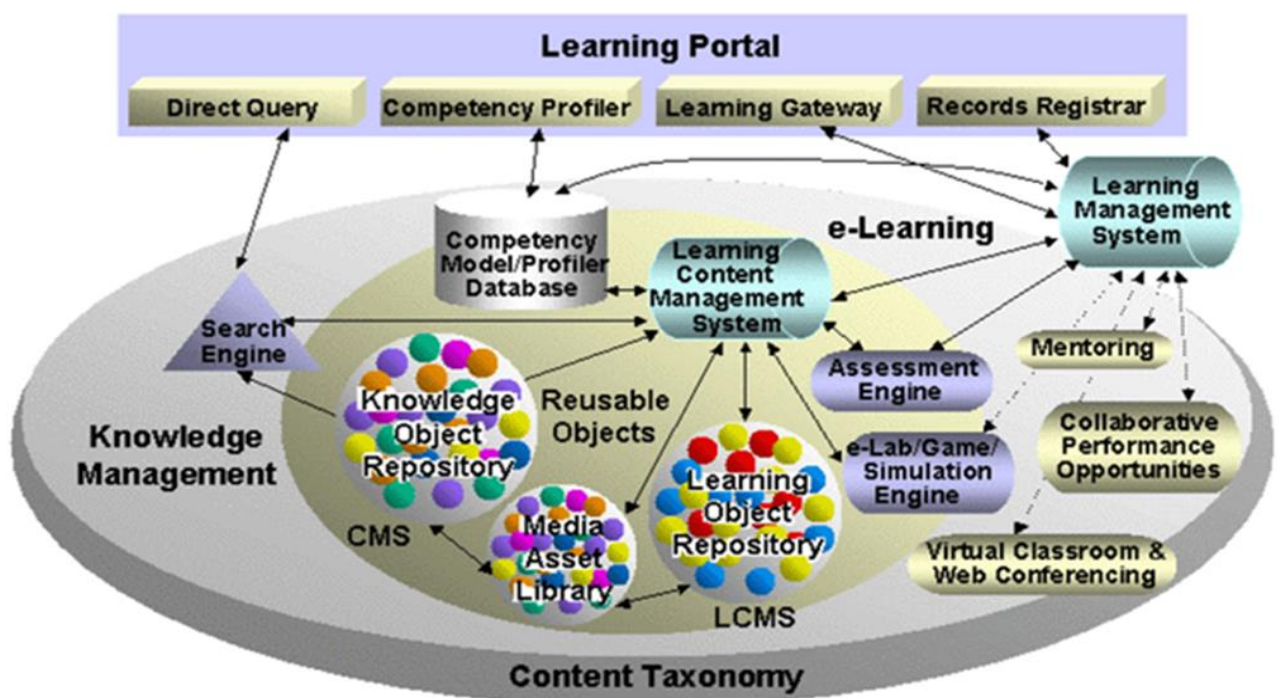 Learning Portal
Direct Query
Competency Profiler
Learning Gateway
Records Registrar
Learning
Management
System
e-Learning
Competency
Model/Profiler
Database
Learning
Content
Management
System
Search
Engine
Mentoring
Assessment
Engine
Knowledge
Object
Repository
Reusable
Objects
Collaborative
Performance
Opportunities
Knowledge
Management
e-Lab/Game/
Simulation
Engine
Learning
Object
Repository
CMS
Media
Asset
Library
Virtual Classroom &
Web Conferencing
LCMS
Content Taxonomy